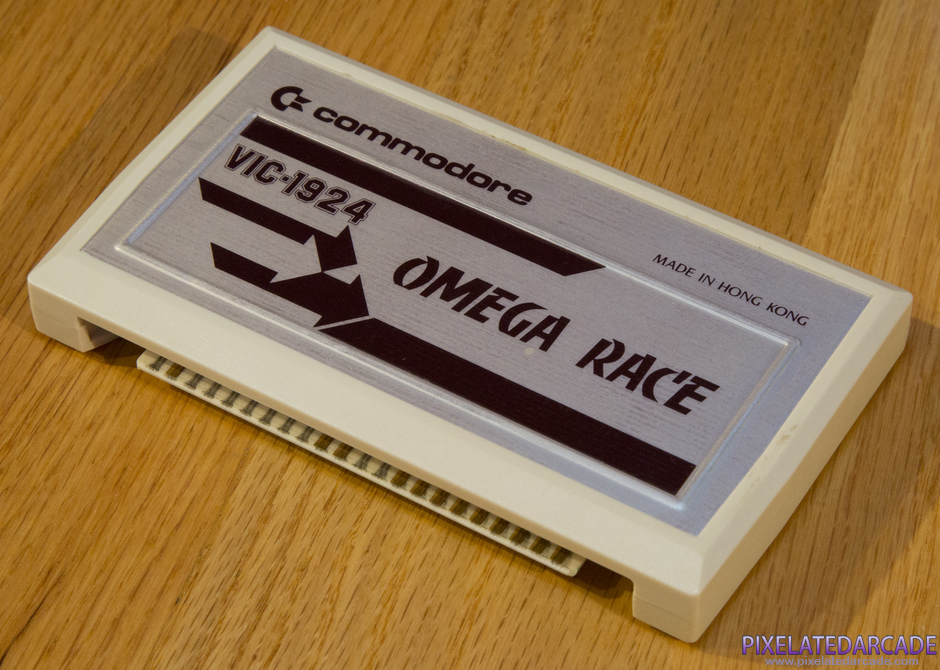 commodore
VIC-1924
OMEGA RACE
MADE IN HONG KONG
PIXELATEDARCADE
www.pixelatedarcade.com